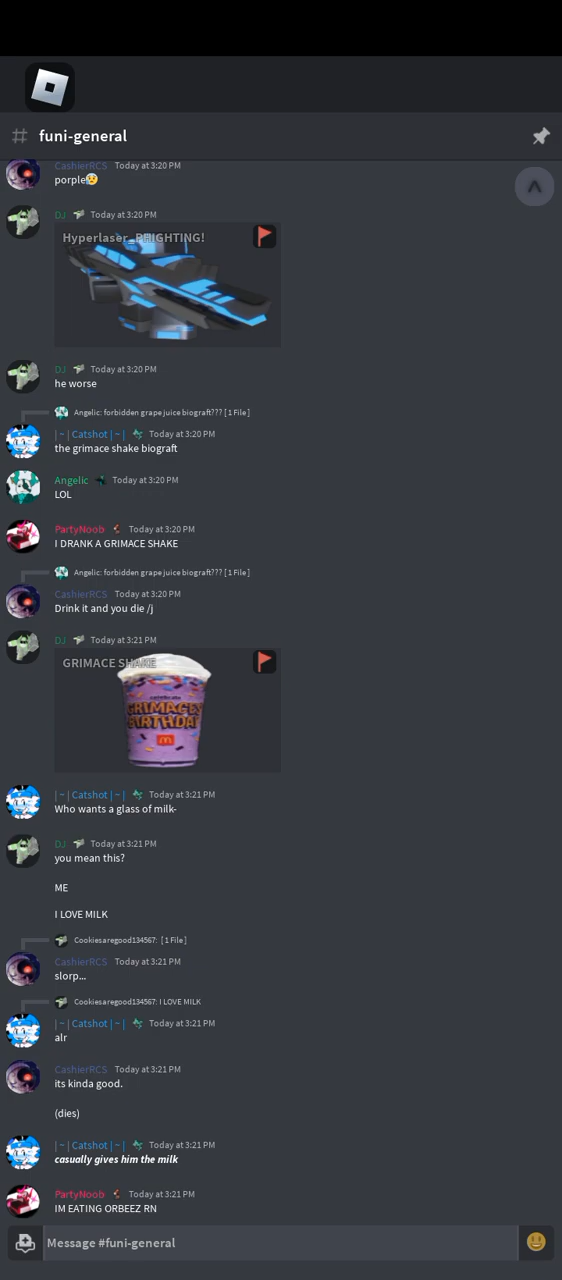 funi-general
CashierRCS Today at 3:20 PM
porple😰
DJ Today at 3:20 PM
Hyperlaser_PHIGHTING!
DJ Today at 3:20 PM
he worse
Angelic: forbidden grape juice biograft??? [ 1 File ]
| ~ | Catshot | ~ | Today at 3:20 PM
the grimace shake biograft
Angelic Today at 3:20 PM
LOL
PartyNoob Today at 3:20 PM
I DRANK A GRIMACE SHAKE
Angelic: forbidden grape juice biograft??? [ 1 File ]
CashierRCS Today at 3:20 PM
Drink it and you die /j
DJ Today at 3:21 PM
GRIMACE SHAKE
GRIMACE'S
BIRTHDAY
| ~ | Catshot | ~ | Today at 3:21 PM
Who wants a glass of milk-
DJ Today at 3:21 PM
you mean this?
ME
I LOVE MILK
Cookiesaregood134567: [ 1 File ]
CashierRCS Today at 3:21 PM
slorp...
Cookiesaregood134567: I LOVE MILK
| ~ | Catshot | ~ | Today at 3:21 PM
alr
CashierRCS Today at 3:21 PM
its kinda good.
(dies)
| ~ | Catshot | ~ | Today at 3:21 PM
casually gives him the milk
PartyNoob Today at 3:21 PM
IM EATING ORBEEZ RN
Message #funi-general